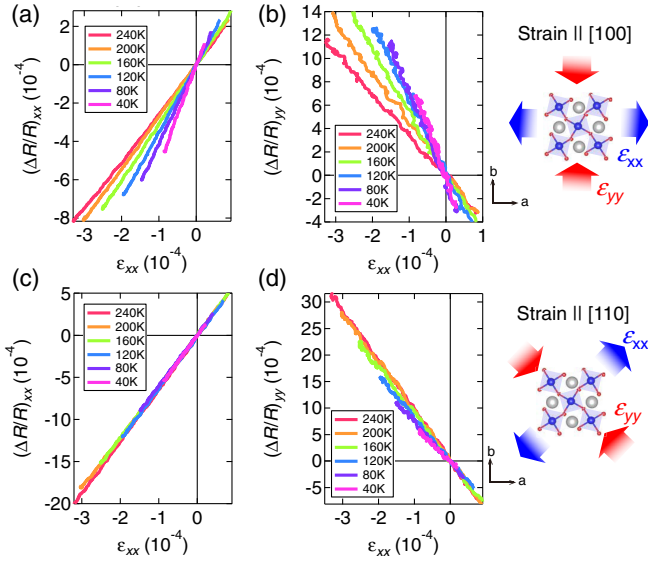 (a)
(ΔR/R)xx (10⁻⁴)
2
0
-2
-4
-6
-8
240K
200K
160K
120K
80K
40K
-3 -2 -1 0 1
εxx (10⁻⁴)
(b)
(ΔR/R)yy (10⁻⁴)
14
12
10
8
6
4
2
0
-2
-4
240K
200K
160K
120K
80K
40K
-3 -2 -1 0 1
εxx (10⁻⁴)
Strain || [100]
εxx
εyy
b
a
(c)
(ΔR/R)xx (10⁻⁴)
5
0
-5
-10
-15
-20
240K
200K
160K
120K
80K
40K
-3 -2 -1 0
εxx (10⁻⁴)
(d)
(ΔR/R)yy (10⁻⁴)
30
25
20
15
10
5
0
-5
240K
200K
160K
120K
80K
40K
-3 -2 -1 0
εxx (10⁻⁴)
Strain || [110]
εxx
εyy
b
a